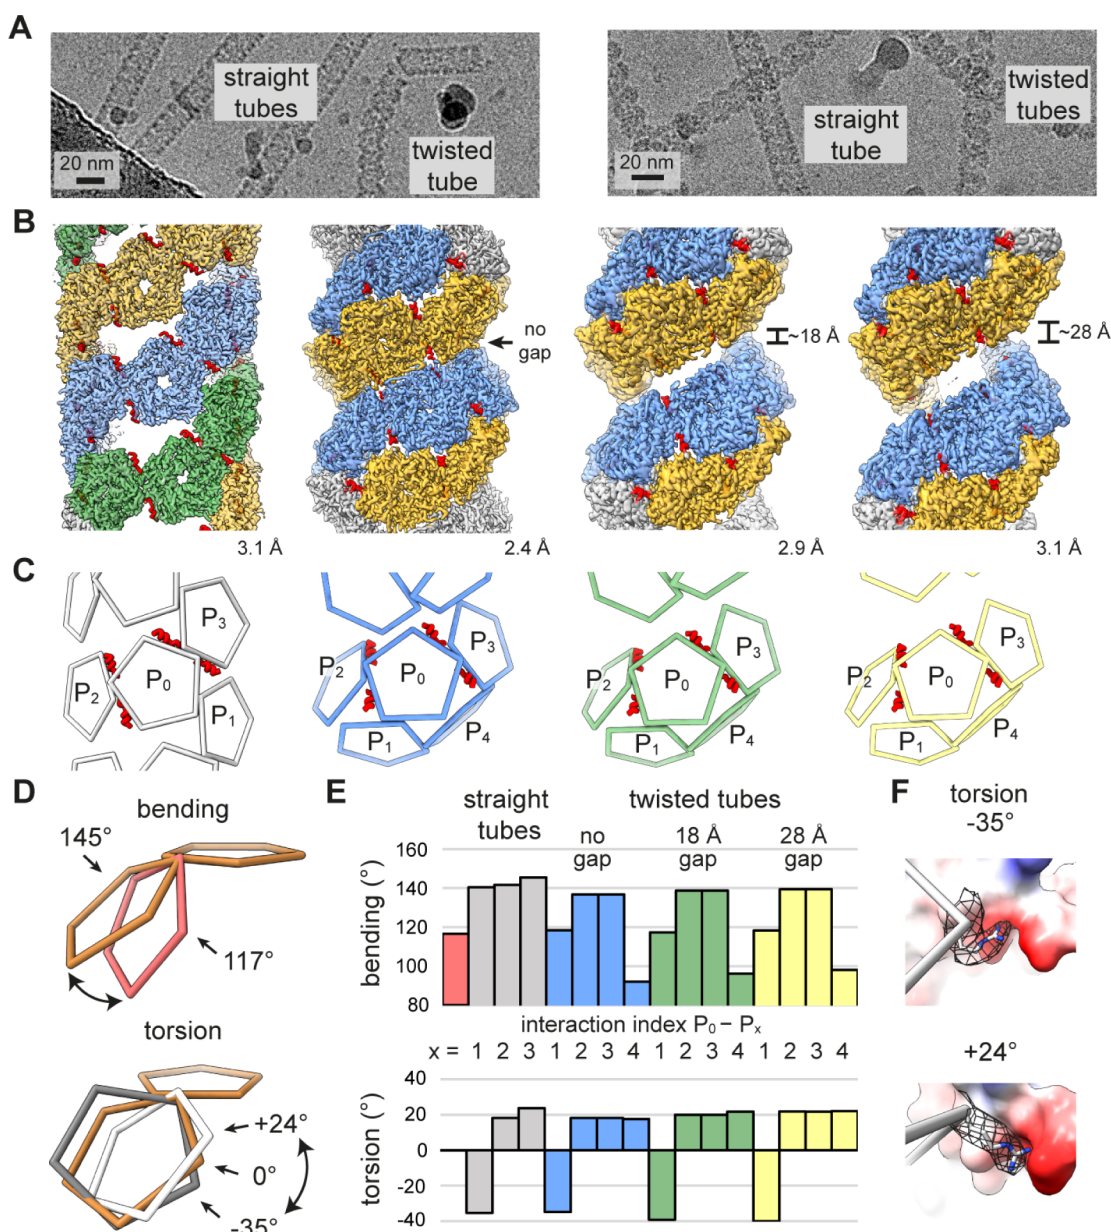 A
straight
tubes
twisted
tube
20 nm
straight
tube
twisted
tubes
20 nm
B
no
gap
~18 Å
~28 Å
3.1 Å
2.4 Å
2.9 Å
3.1 Å
C
P3
P2
P0
P1
P2
P0
P3
P1
P4
P2
P0
P3
P1
P4
P2
P0
P3
P1
P4
D
bending
145°
117°
torsion
+24°
0°
-35°
E
straight
tubes
twisted tubes
no
gap
18 Å
gap
28 Å
gap
160
140
120
100
80
bending (°)
interaction index P0 – Px
x = 1 2 3 1 2 3 4 1 2 3 4 1 2 3 4
40
20
0
-20
-40
torsion (°)
F
torsion
-35°
+24°